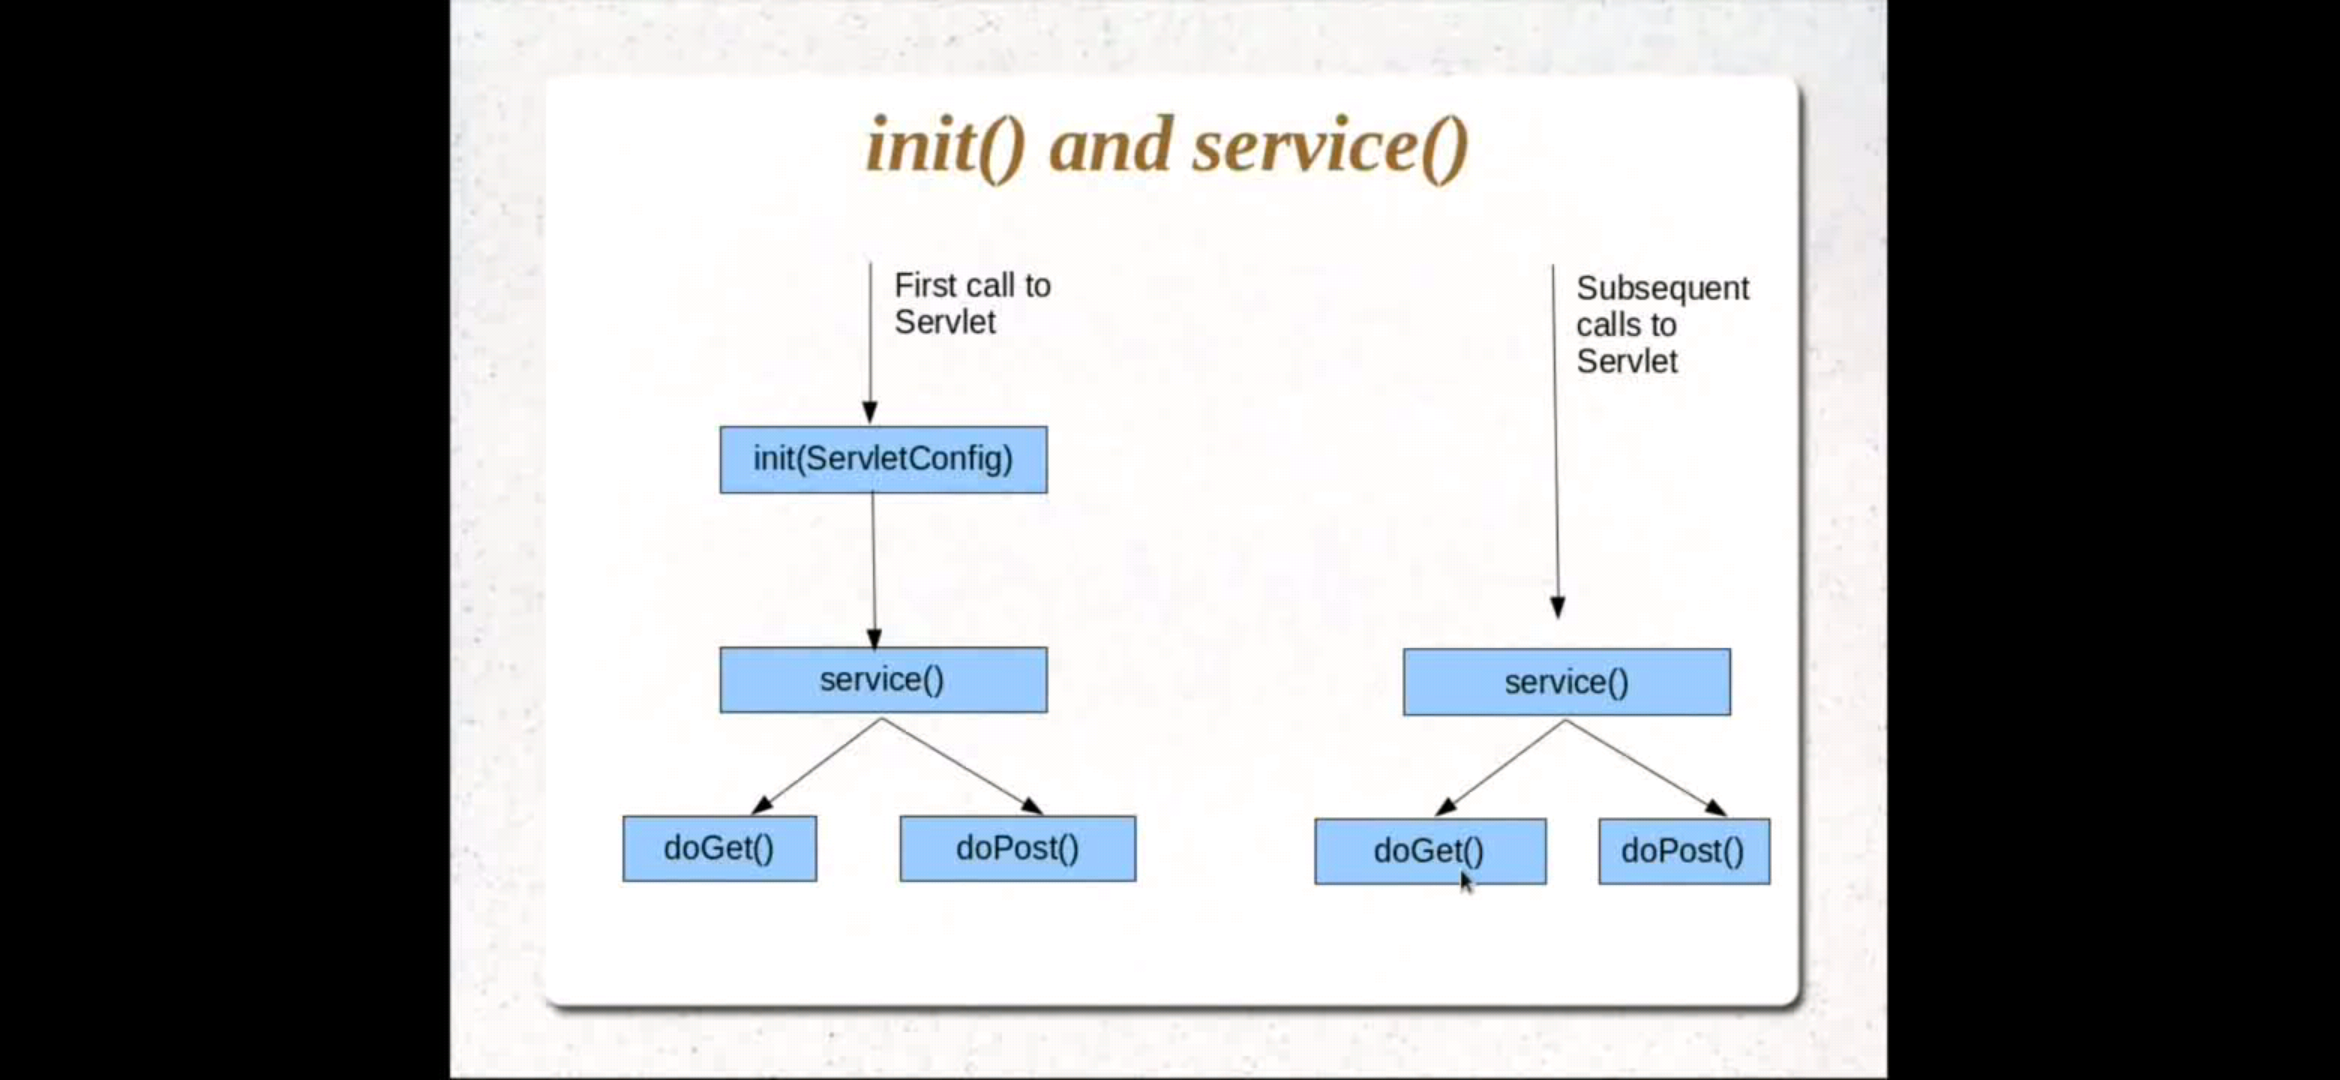 init() and service()
First call to
Servlet
init(ServletConfig)
service()
doGet()
doPost()
Subsequent
calls to
Servlet
service()
doGet()
doPost()